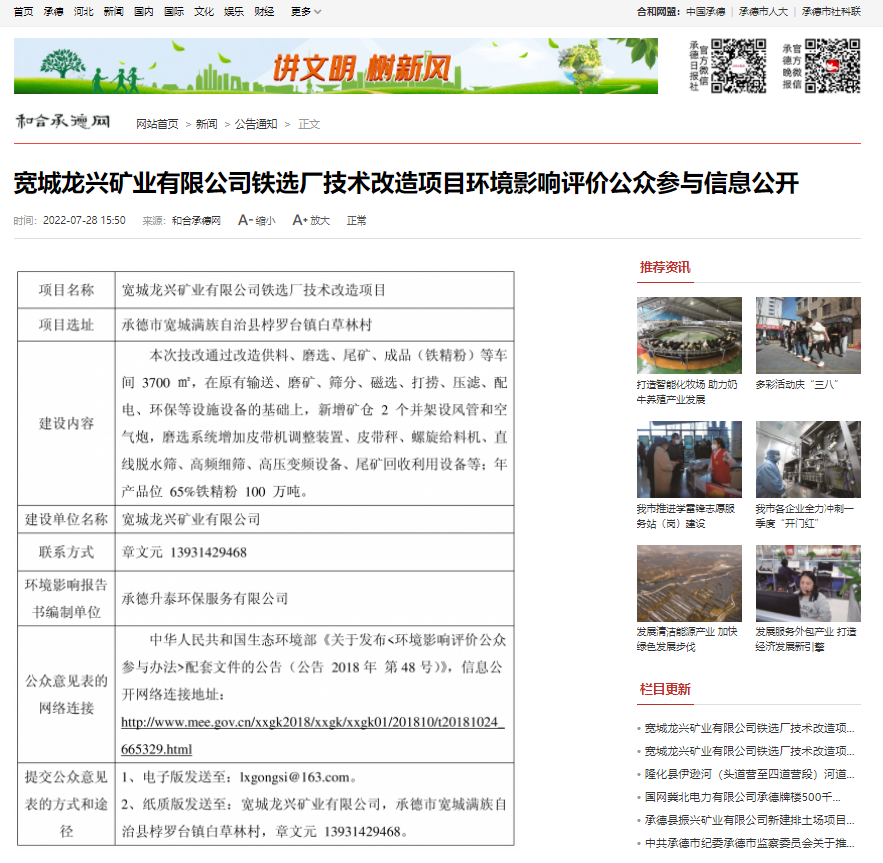 首页 承德 河北 新闻 国内 国际 文化 娱乐 财经 更多
合和网盟：中国承德 | 承德市人大 | 承德市社科联
讲文明 树新风
承德日报社
官方微信
承德晚报
官方微信
和合承德网
网站首页 > 新闻 > 公告通知 > 正文
宽城龙兴矿业有限公司铁选厂技术改造项目环境影响评价公众参与信息公开
时间：2022-07-28 15:50 来源：和合承德网 A-缩小 A+放大 正常
项目名称 宽城龙兴矿业有限公司铁选厂技术改造项目
项目选址 承德市宽城满族自治县桲罗台镇白草林村
建设内容
本次技改通过改造供料、磨选、尾矿、成品（铁精粉）等车
间 3700 ㎡，在原有输送、磨矿、筛分、磁选、打捞、压滤、配
电、环保等设施设备的基础上，新增矿仓 2 个并架设风管和空
气炮，磨选系统增加皮带机调整装置、皮带秤、螺旋给料机、直
线脱水筛、高频细筛、高压变频设备、尾矿回收利用设备等；年
产品位 65%铁精粉 100 万吨。
建设单位名称 宽城龙兴矿业有限公司
联系方式 章文元 13931429468
环境影响报告
书编制单位
承德升泰环保服务有限公司
公众意见表的
网络连接
中华人民共和国生态环境部《关于发布<环境影响评价公众
参与办法>配套文件的公告（公告 2018 年 第 48 号）》，信息公
开网络连接地址：
http://www.mee.gov.cn/xxgk2018/xxgk/xxgk01/201810/t20181024_
665329.html
提交公众意见
表的方式和途
径
1、电子版发送至：lxgongsi@163.com。
2、纸质版发送至：宽城龙兴矿业有限公司，承德市宽城满族自
治县桲罗台镇白草林村，章文元 13931429468。
推荐资讯
打造智能化牧场 助力奶
牛养殖产业发展
多彩活动庆“三八”
我市推进学雷锋志愿服
务站（岗）建设
我市各企业全力冲刺一
季度“开门红”
发展清洁能源产业 加快
绿色发展步伐
发展服务外包产业 打造
经济发展新引擎
栏目更新
• 宽城龙兴矿业有限公司铁选厂技术改造项...
• 宽城龙兴矿业有限公司铁选厂技术改造项...
• 隆化县伊逊河（头道营至四道营段）河道...
• 国网冀北电力有限公司承德牌楼500千...
• 承德县振兴矿业有限公司新建排土场项目...
• 中共承德市纪委承德市监察委员会关于推...